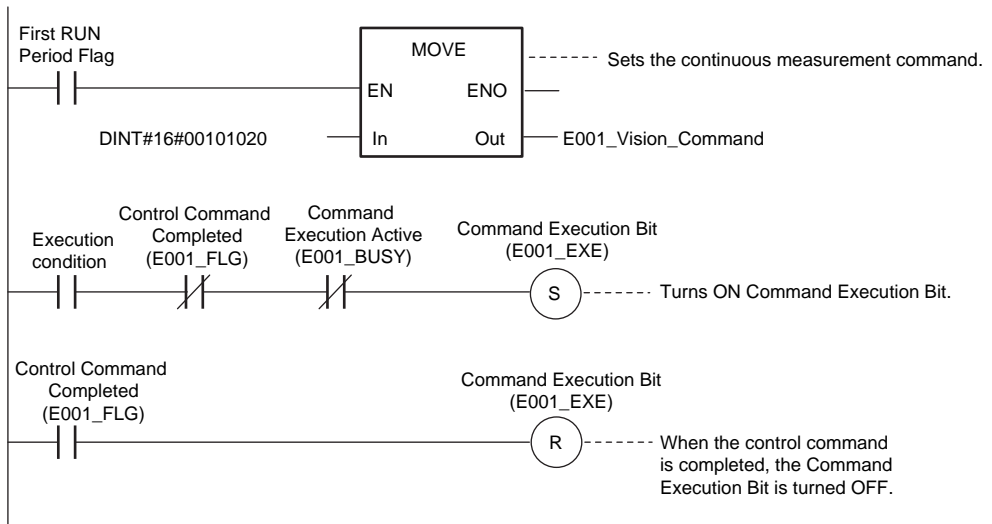 First RUN
Period Flag
MOVE
Sets the continuous measurement command.
EN
ENO
DINT#16#00101020
In
Out
E001_Vision_Command
Execution
condition
Control Command
Completed
(E001_FLG)
Command
Execution Active
(E001_BUSY)
Command Execution Bit
(E001_EXE)
S
Turns ON Command Execution Bit.
Control Command
Completed
(E001_FLG)
Command Execution Bit
(E001_EXE)
R
When the control command
is completed, the Command
Execution Bit is turned OFF.